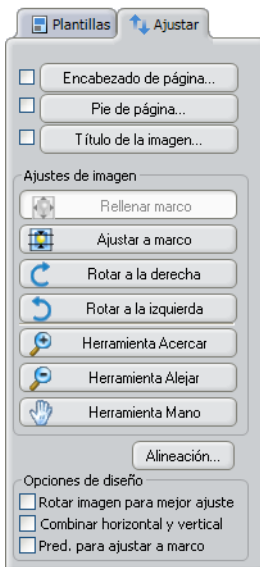 Plantillas Ajustar
Encabezado de página...
Pie de página...
Título de la imagen...
Ajustes de imagen
Rellenar marco
Ajustar a marco
Rotar a la derecha
Rotar a la izquierda
Herramienta Acercar
Herramienta Alejar
Herramienta Mano
Alineación...
Opciones de diseño
Rotar imagen para mejor ajuste
Combinar horizontal y vertical
Pred. para ajustar a marco